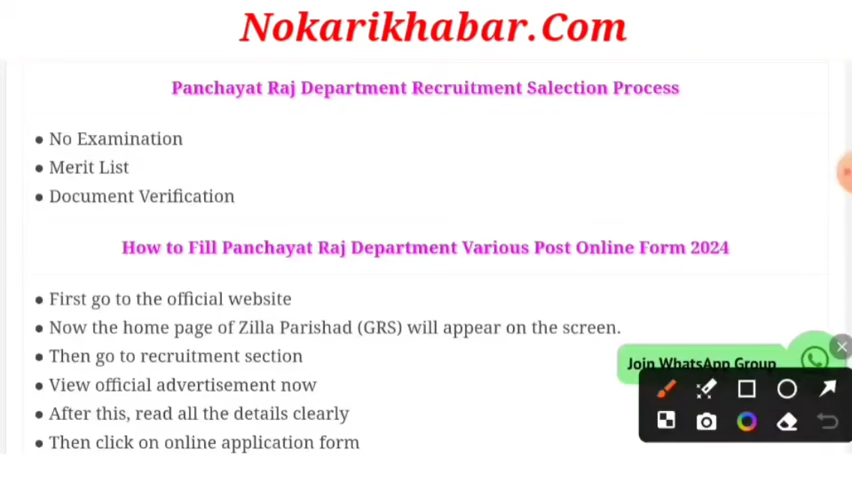 Nokarikhabar.Com
Panchayat Raj Department Recruitment Salection Process
● No Examination
● Merit List
● Document Verification
How to Fill Panchayat Raj Department Various Post Online Form 2024
● First go to the official website
● Now the home page of Zilla Parishad (GRS) will appear on the screen.
● Then go to recruitment section
Join WhatsApp Group
● View official advertisement now
● After this, read all the details clearly
● Then click on online application form